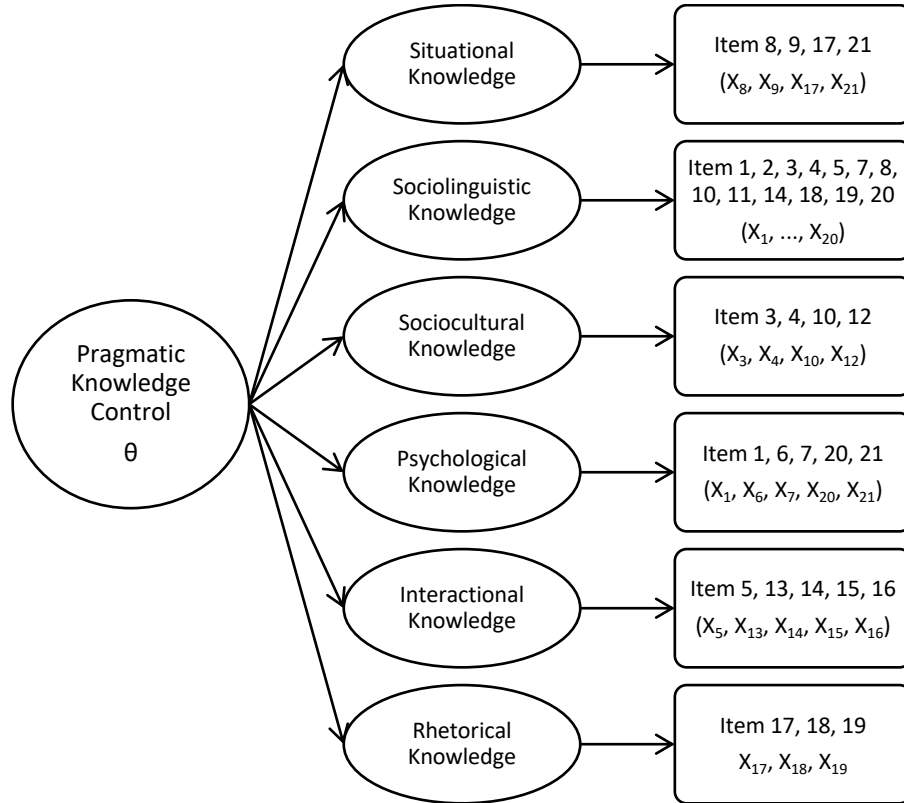 Pragmatic
Knowledge
Control
θ
Situational
Knowledge
Item 8, 9, 17, 21
(X₈, X₉, X₁₇, X₂₁)
Sociolinguistic
Knowledge
Item 1, 2, 3, 4, 5, 7, 8,
10, 11, 14, 18, 19, 20
(X₁, ..., X₂₀)
Sociocultural
Knowledge
Item 3, 4, 10, 12
(X₃, X₄, X₁₀, X₁₂)
Psychological
Knowledge
Item 1, 6, 7, 20, 21
(X₁, X₆, X₇, X₂₀, X₂₁)
Interactional
Knowledge
Item 5, 13, 14, 15, 16
(X₅, X₁₃, X₁₄, X₁₅, X₁₆)
Rhetorical
Knowledge
Item 17, 18, 19
X₁₇, X₁₈, X₁₉